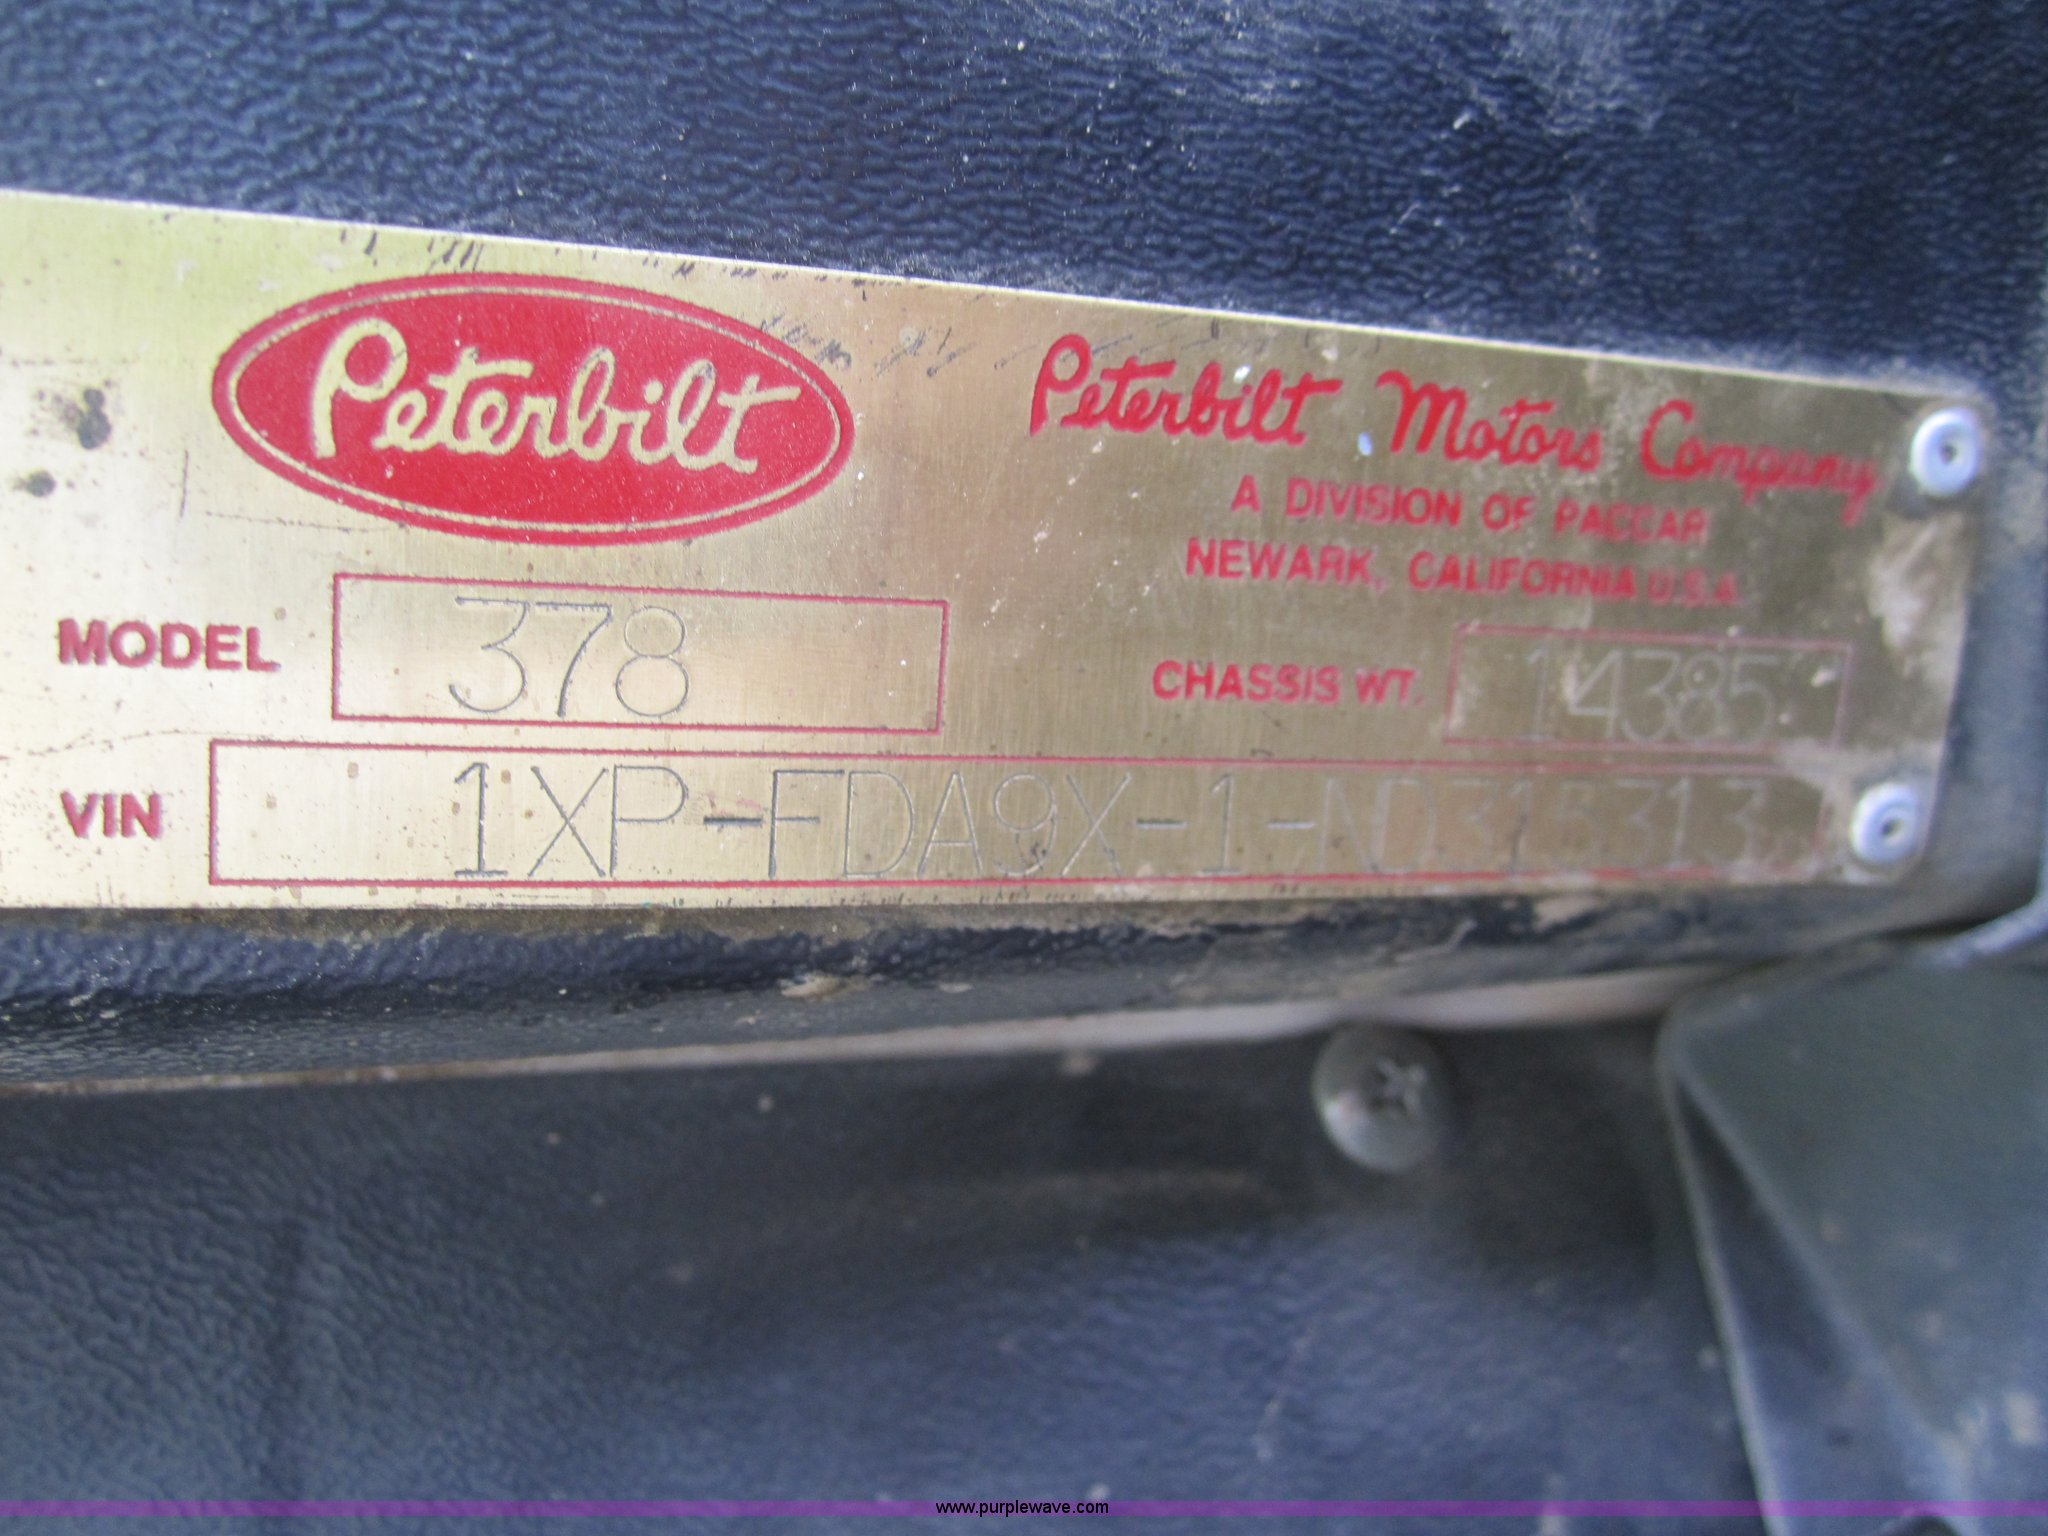 Peterbilt
Peterbilt Motors Company
A DIVISION OF PACCAR
NEWARK, CALIFORNIA U.S.A.
MODEL 378
CHASSIS WT. 14385
VIN 1XP-FDA9X-1-ND315313
www.purplewave.com